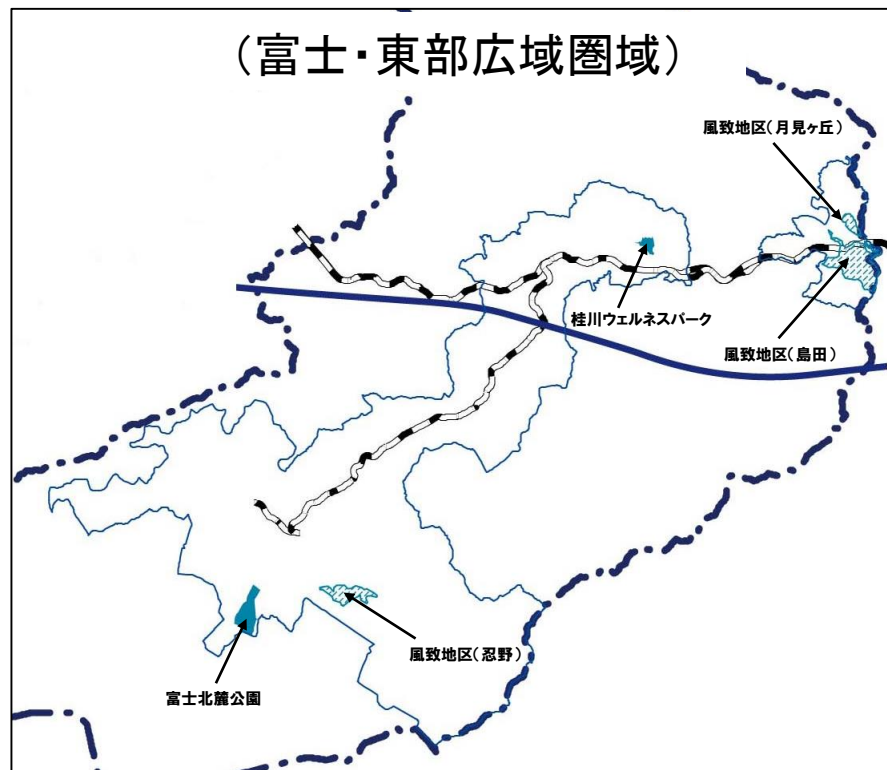 （富士・東部広域圏域）
風致地区（月見ヶ丘）
桂川ウェルネスパーク
風致地区（島田）
風致地区（忍野）
富士北麓公園